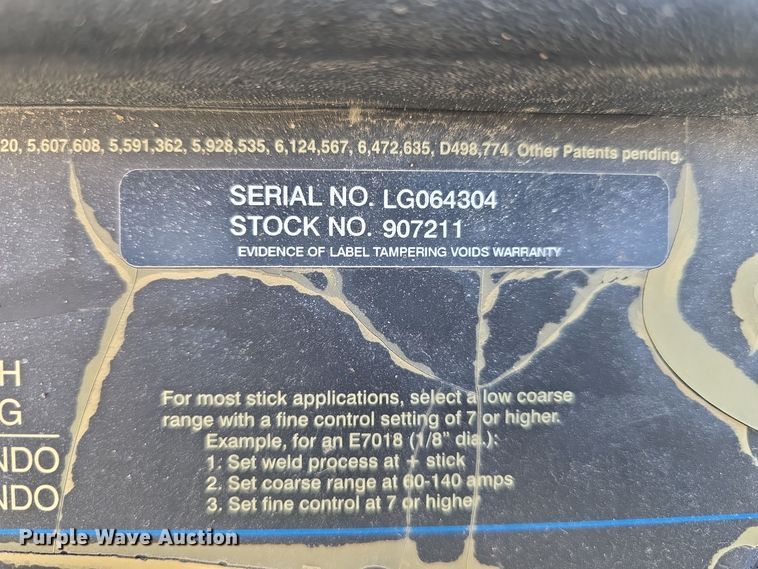 20, 5,607,608, 5,591,362, 5,928,535, 6,124,567, 6,472,635, D498,774. Other Patents pending.
SERIAL NO. LG064304
STOCK NO. 907211
EVIDENCE OF LABEL TAMPERING VOIDS WARRANTY
H
G
NDO
NDO
For most stick applications, select a low coarse
range with a fine control setting of 7 or higher.
Example, for an E7018 (1/8" dia.):
1. Set weld process at + stick
2. Set coarse range at 60-140 amps
3. Set fine control at 7 or higher
Purple Wave Auction